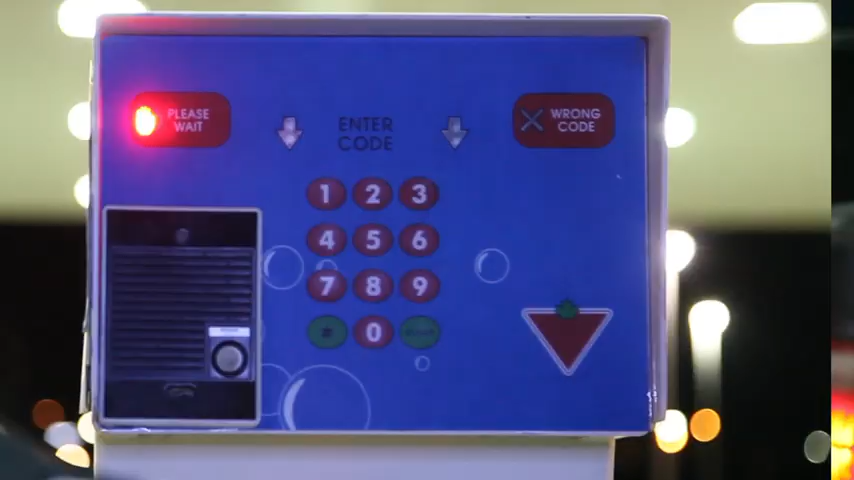 PLEASE
WAIT
ENTER
CODE
WRONG
CODE
1 2 3
4 5 6
7 8 9
0